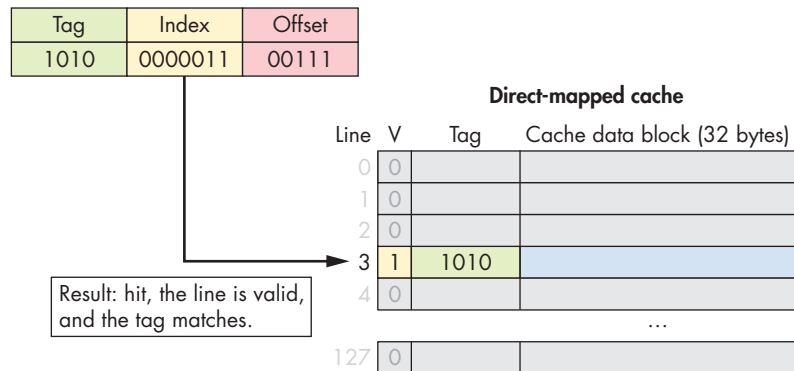 Tag Index Offset
1010 0000011 00111
Direct-mapped cache
Line V Tag Cache data block (32 bytes)
0 0
1 0
2 0
3 1 1010
4 0
Result: hit, the line is valid,
and the tag matches.
…
127 0